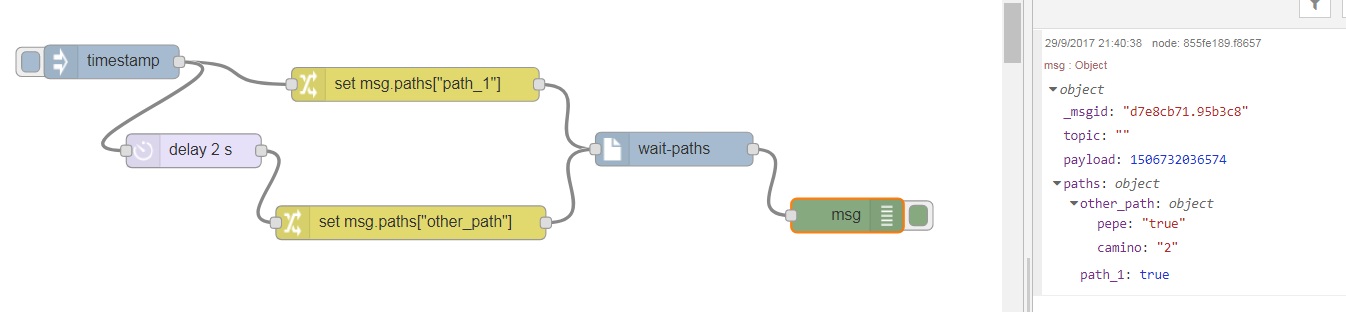 timestamp
set msg.paths["path_1"]
delay 2 s
wait-paths
set msg.paths["other_path"]
msg
29/9/2017 21:40:38 node: 855fe189.f8657
msg : Object
object
_msgid: "d7e8cb71.95b3c8"
topic: ""
payload: 1506732036574
paths: object
other_path: object
pepe: "true"
camino: "2"
path_1: true